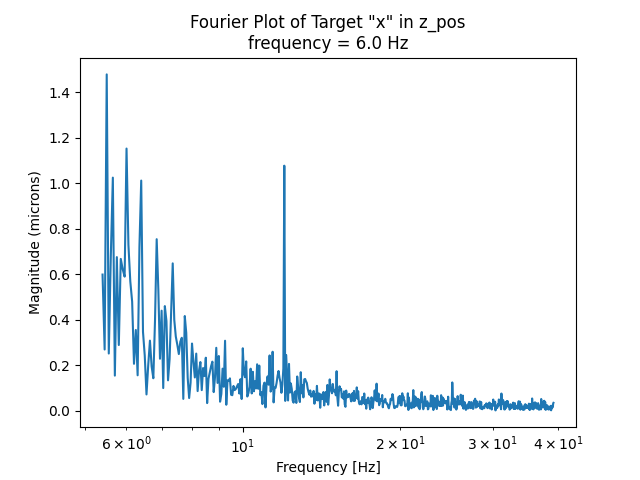 Fourier Plot of Target "x" in z_pos
frequency = 6.0 Hz
Magnitude (microns)
1.4
1.2
1.0
0.8
0.6
0.4
0.2
0.0
6 × 10⁰
10¹
2 × 10¹
3 × 10¹
4 × 10¹
Frequency [Hz]